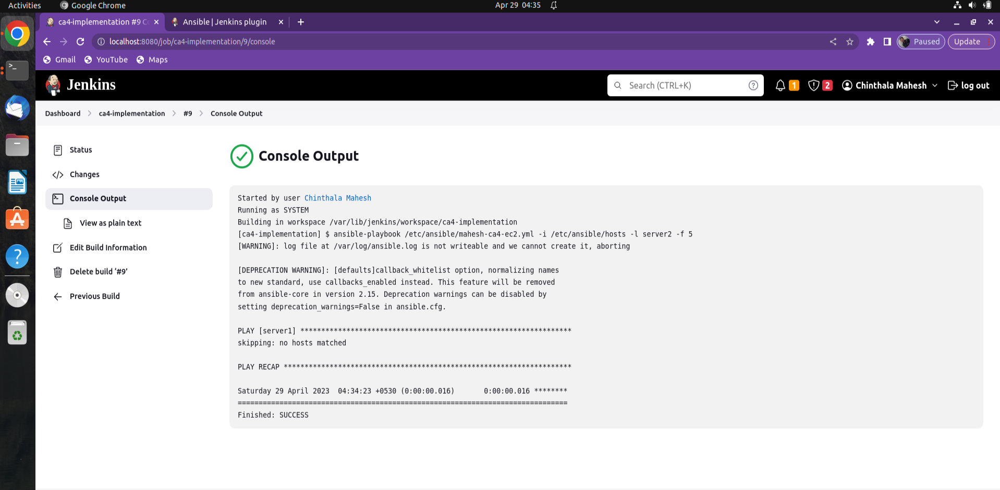 Activities
Google Chrome
Apr 29 04:35
ca4-implementation #9 C
Ansible | Jenkins plugin
localhost:8080/job/ca4-implementation/9/console
Paused
Update
Gmail
YouTube
Maps
Jenkins
Search (CTRL+K)
1
2
Chinthala Mahesh
log out
Dashboard
ca4-implementation
#9
Console Output
Status
Changes
Console Output
View as plain text
Edit Build Information
Delete build ‘#9’
Previous Build
Console Output
Started by user Chinthala Mahesh
Running as SYSTEM
Building in workspace /var/lib/jenkins/workspace/ca4-implementation
[ca4-implementation] $ ansible-playbook /etc/ansible/mahesh-ca4-ec2.yml -i /etc/ansible/hosts -l server2 -f 5
[WARNING]: log file at /var/log/ansible.log is not writeable and we cannot create it, aborting
[DEPRECATION WARNING]: [defaults]callback_whitelist option, normalizing names
to new standard, use callbacks_enabled instead. This feature will be removed
from ansible-core in version 2.15. Deprecation warnings can be disabled by
setting deprecation_warnings=False in ansible.cfg.
PLAY [server1] *****************************************************************
skipping: no hosts matched
PLAY RECAP *********************************************************************
Saturday 29 April 2023  04:34:23 +0530 (0:00:00.016)       0:00:00.016 ********
===============================================================================
Finished: SUCCESS